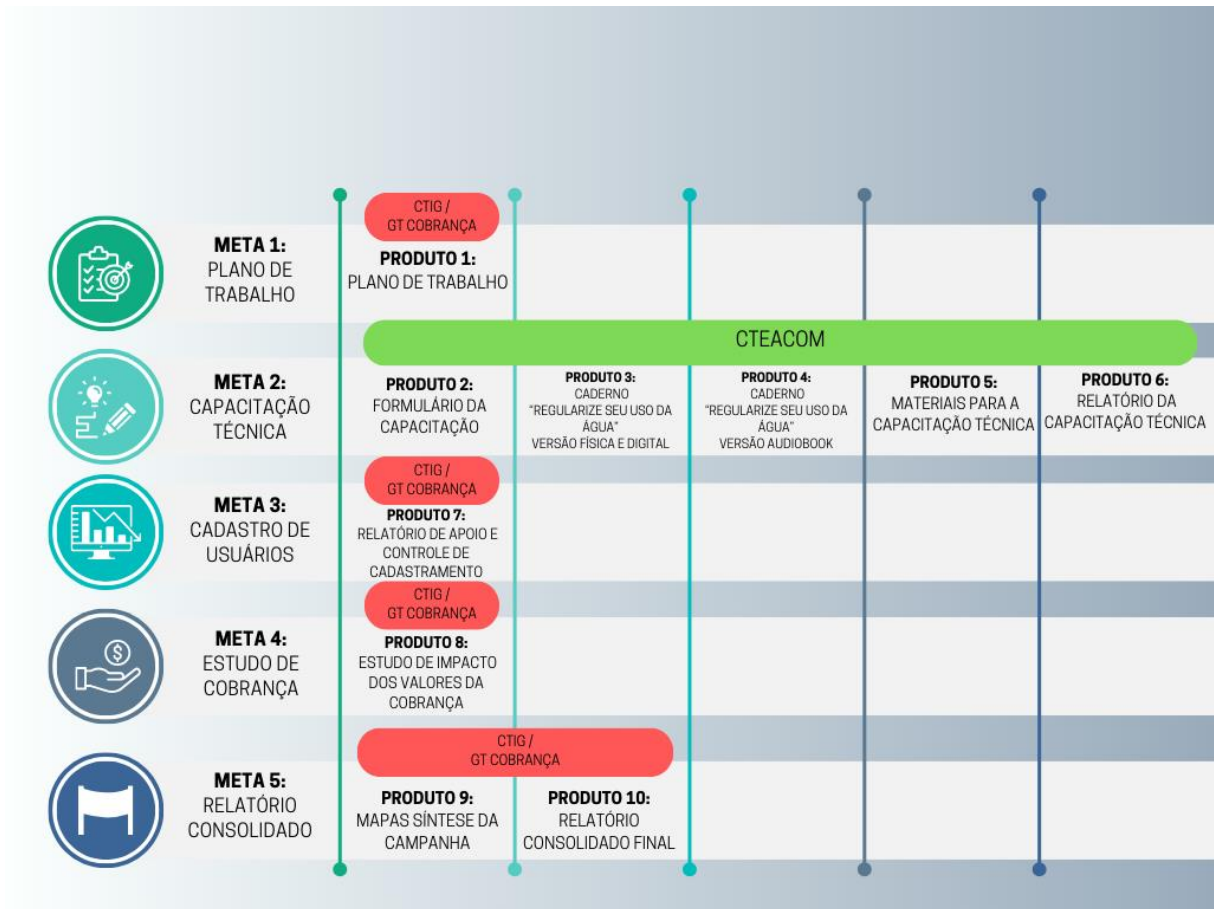 CTIG /
GT COBRANÇA
META 1:
PLANO DE
TRABALHO
PRODUTO 1:
PLANO DE TRABALHO
CTEACOM
META 2:
CAPACITAÇÃO
TÉCNICA
PRODUTO 2:
FORMULÁRIO DA
CAPACITAÇÃO
PRODUTO 3:
CADERNO
"REGULARIZE SEU USO DA
ÁGUA"
VERSÃO FÍSICA E DIGITAL
PRODUTO 4:
CADERNO
"REGULARIZE SEU USO DA
ÁGUA"
VERSÃO AUDIOBOOK
PRODUTO 5:
MATERIAIS PARA A
CAPACITAÇÃO TÉCNICA
PRODUTO 6:
RELATÓRIO DA
CAPACITAÇÃO TÉCNICA
CTIG /
GT COBRANÇA
META 3:
CADASTRO DE
USUÁRIOS
PRODUTO 7:
RELATÓRIO DE APOIO E
CONTROLE DE
CADASTRAMENTO
CTIG /
GT COBRANÇA
META 4:
ESTUDO DE
COBRANÇA
PRODUTO 8:
ESTUDO DE IMPACTO
DOS VALORES DA
COBRANÇA
CTIG /
GT COBRANÇA
META 5:
RELATÓRIO
CONSOLIDADO
PRODUTO 9:
MAPAS SÍNTESE DA
CAMPANHA
PRODUTO 10:
RELATÓRIO
CONSOLIDADO FINAL